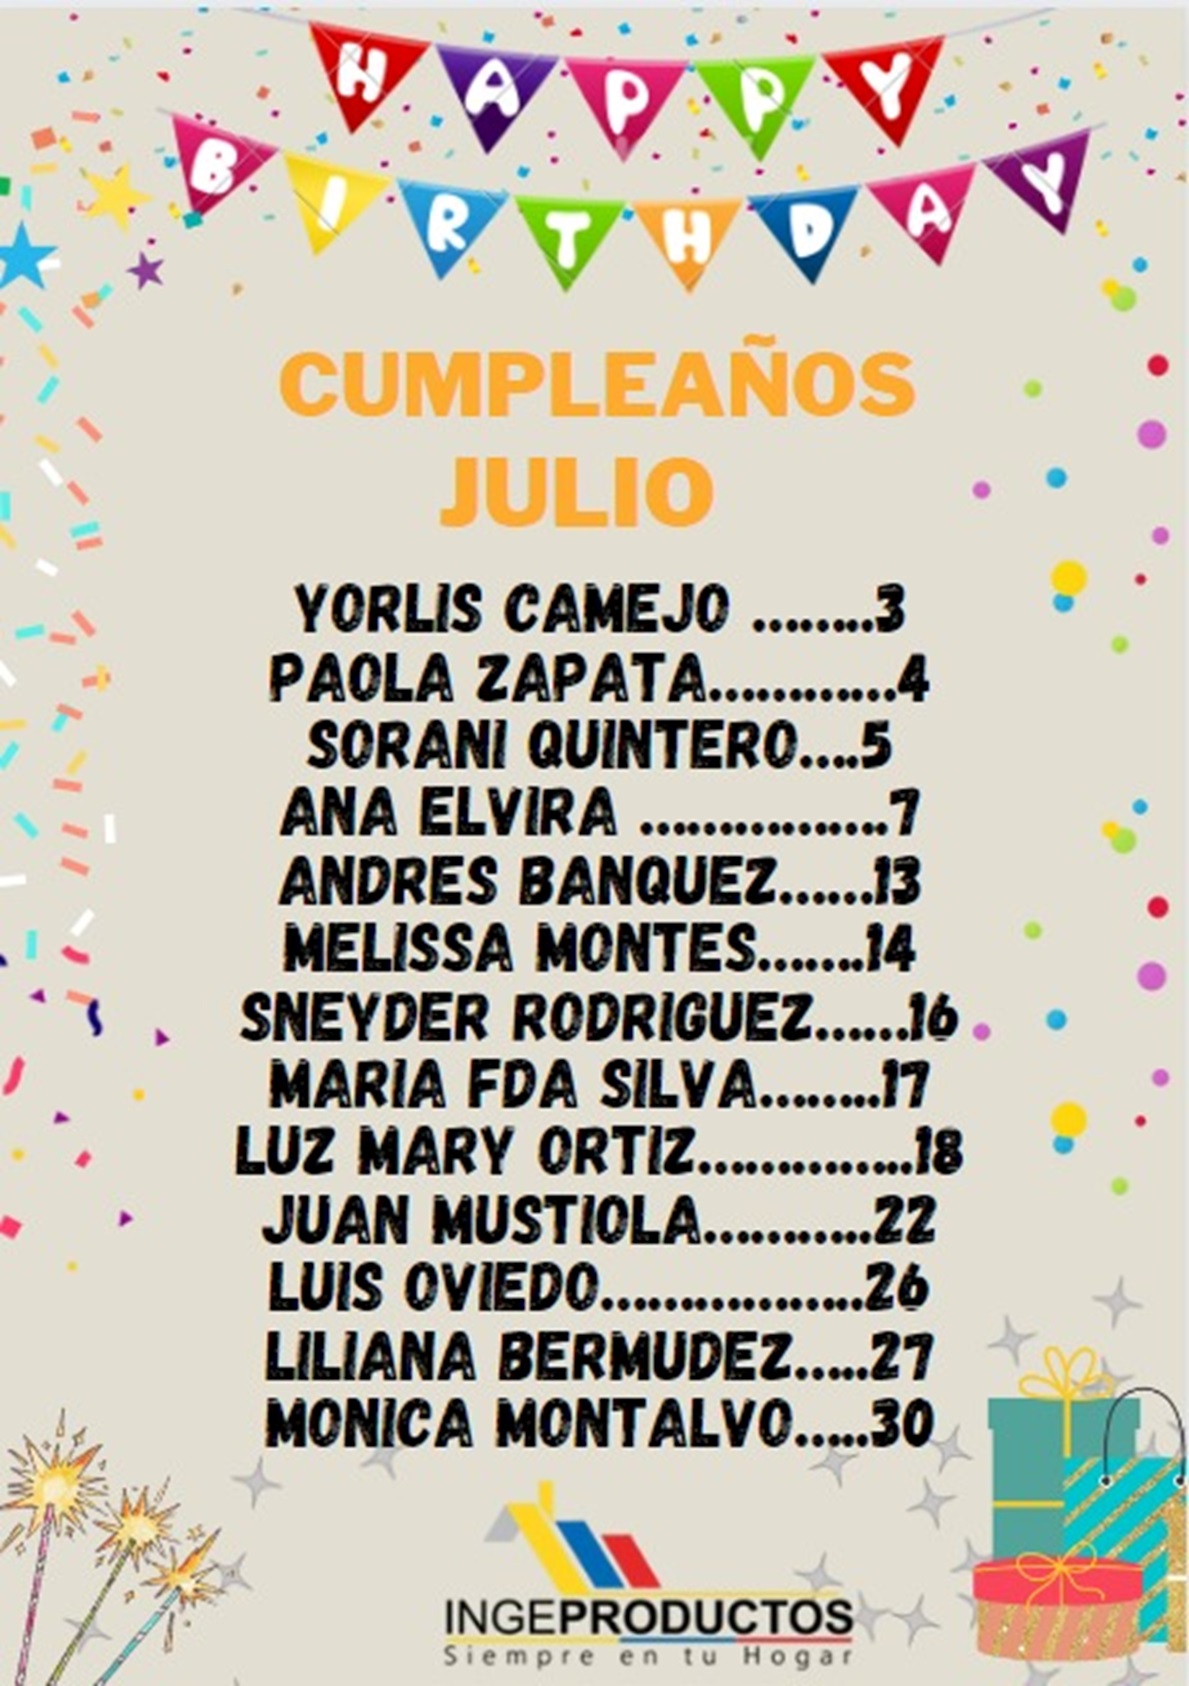 HAPPY
BIRTHDAY
CUMPLEAÑOS
JULIO
YORLIS CAMEJO ........3
PAOLA ZAPATA............4
SORANI QUINTERO....5
ANA ELVIRA ................7
ANDRES BANQUEZ......13
MELISSA MONTES.......14
SNEYDER RODRIGUEZ......16
MARIA FDA SILVA........17
LUZ MARY ORTIZ..............18
JUAN MUSTIOLA...........22
LUIS OVIEDO.................26
LILIANA BERMUDEZ.....27
MONICA MONTALVO.....30
INGEPRODUCTOS
Siempre en tu Hogar